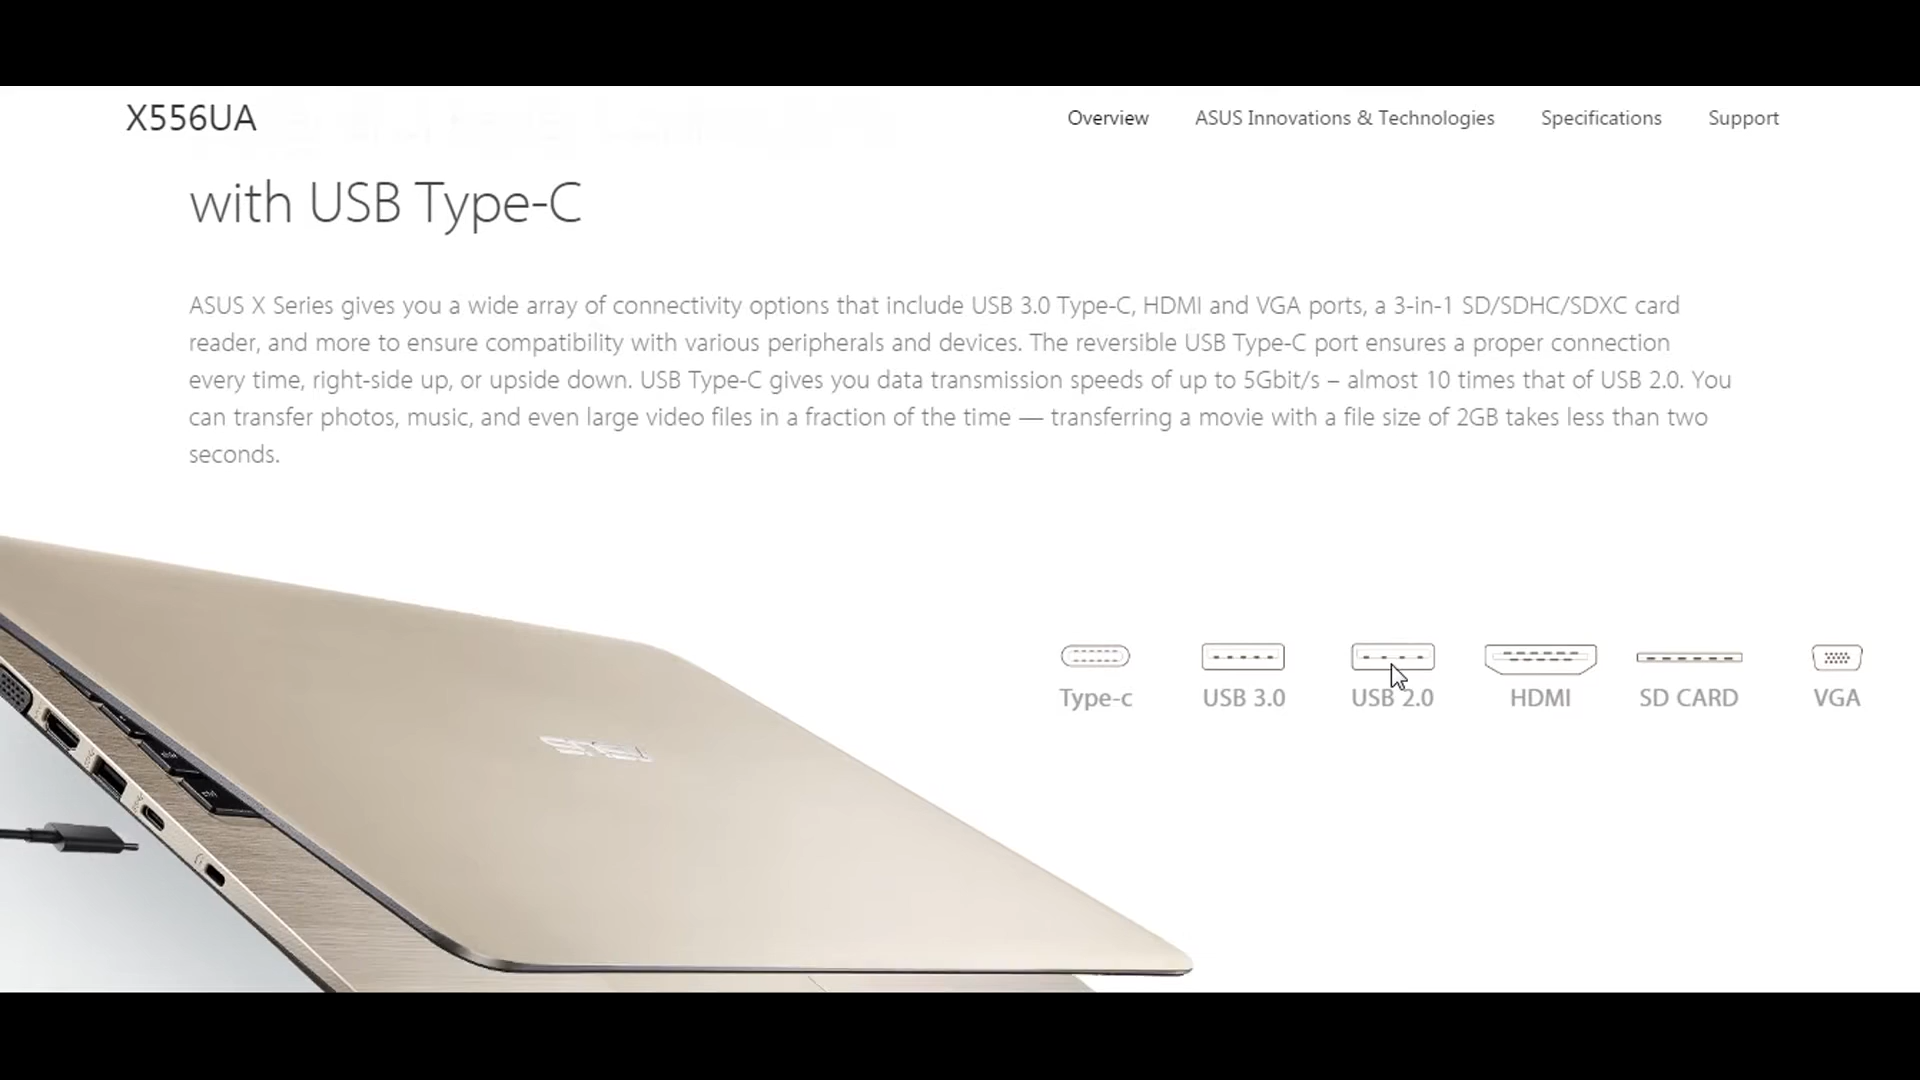 X556UA
Overview
ASUS Innovations & Technologies
Specifications
Support
with USB Type-C
ASUS X Series gives you a wide array of connectivity options that include USB 3.0 Type-C, HDMI and VGA ports, a 3-in-1 SD/SDHC/SDXC card
reader, and more to ensure compatibility with various peripherals and devices. The reversible USB Type-C port ensures a proper connection
every time, right-side up, or upside down. USB Type-C gives you data transmission speeds of up to 5Gbit/s – almost 10 times that of USB 2.0. You
can transfer photos, music, and even large video files in a fraction of the time — transferring a movie with a file size of 2GB takes less than two
seconds.
Type-c
USB 3.0
USB 2.0
HDMI
SD CARD
VGA
ASUS